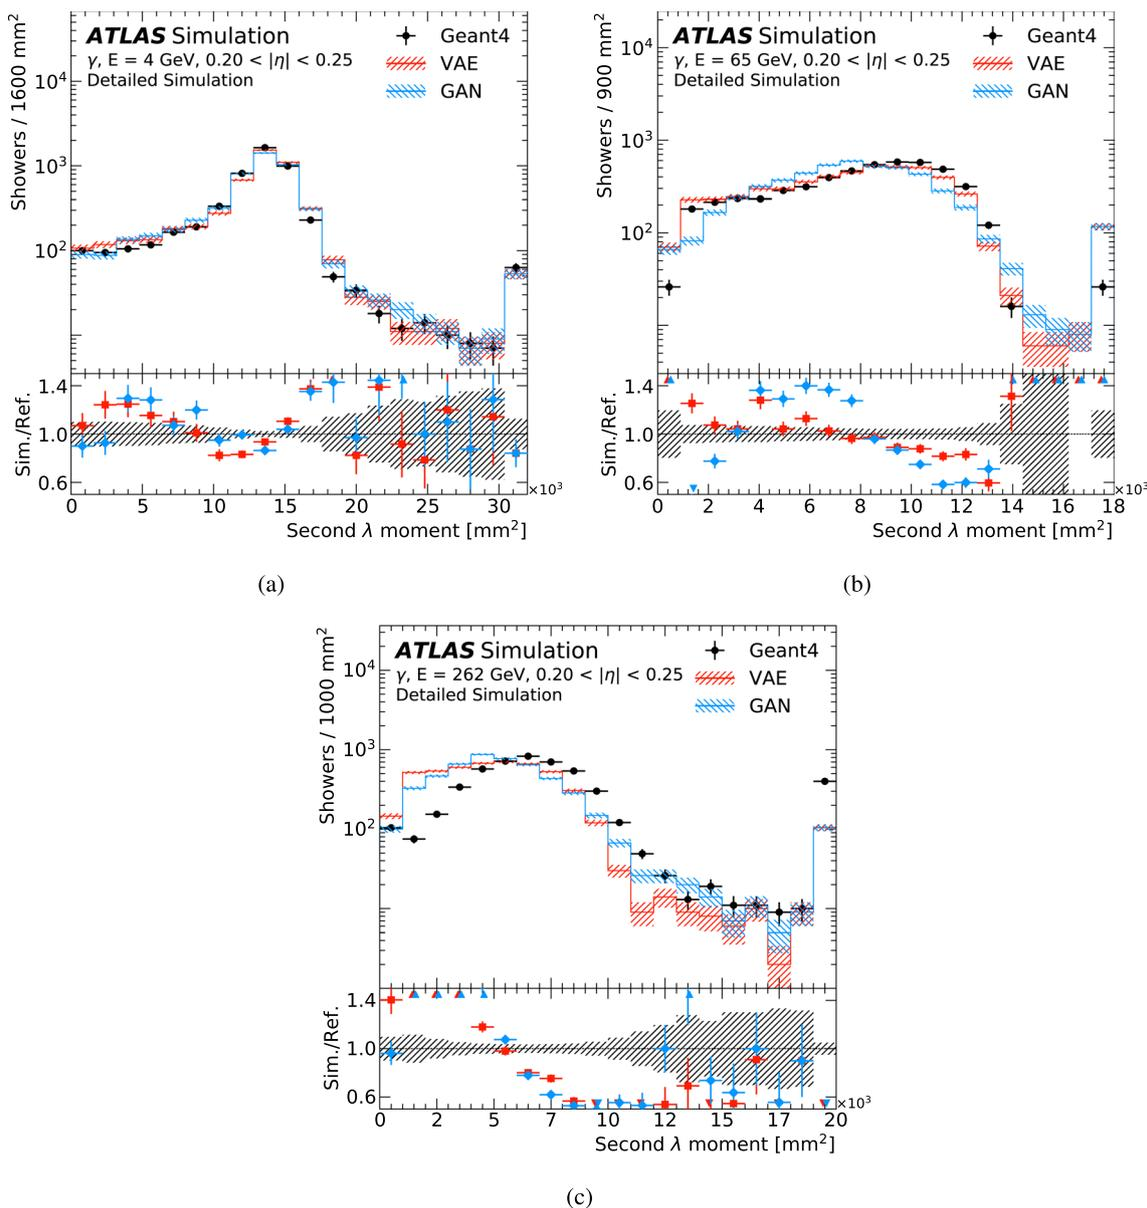 ATLAS Simulation
γ, E = 4 GeV, 0.20 < |η| < 0.25
Detailed Simulation
Geant4
VAE
GAN
Showers / 1600 mm²
10⁴
10³
10²
Sim./Ref.
1.4
1.0
0.6
0 5 10 15 20 25 30
×10³
Second λ moment [mm²]
(a)
ATLAS Simulation
γ, E = 65 GeV, 0.20 < |η| < 0.25
Detailed Simulation
Geant4
VAE
GAN
Showers / 900 mm²
10⁴
10³
10²
Sim./Ref.
1.4
1.0
0.6
0 2 4 6 8 10 12 14 16 18
×10³
Second λ moment [mm²]
(b)
ATLAS Simulation
γ, E = 262 GeV, 0.20 < |η| < 0.25
Detailed Simulation
Geant4
VAE
GAN
Showers / 1000 mm²
10⁴
10³
10²
Sim./Ref.
1.4
1.0
0.6
0 2 5 7 10 12 15 17 20
×10³
Second λ moment [mm²]
(c)